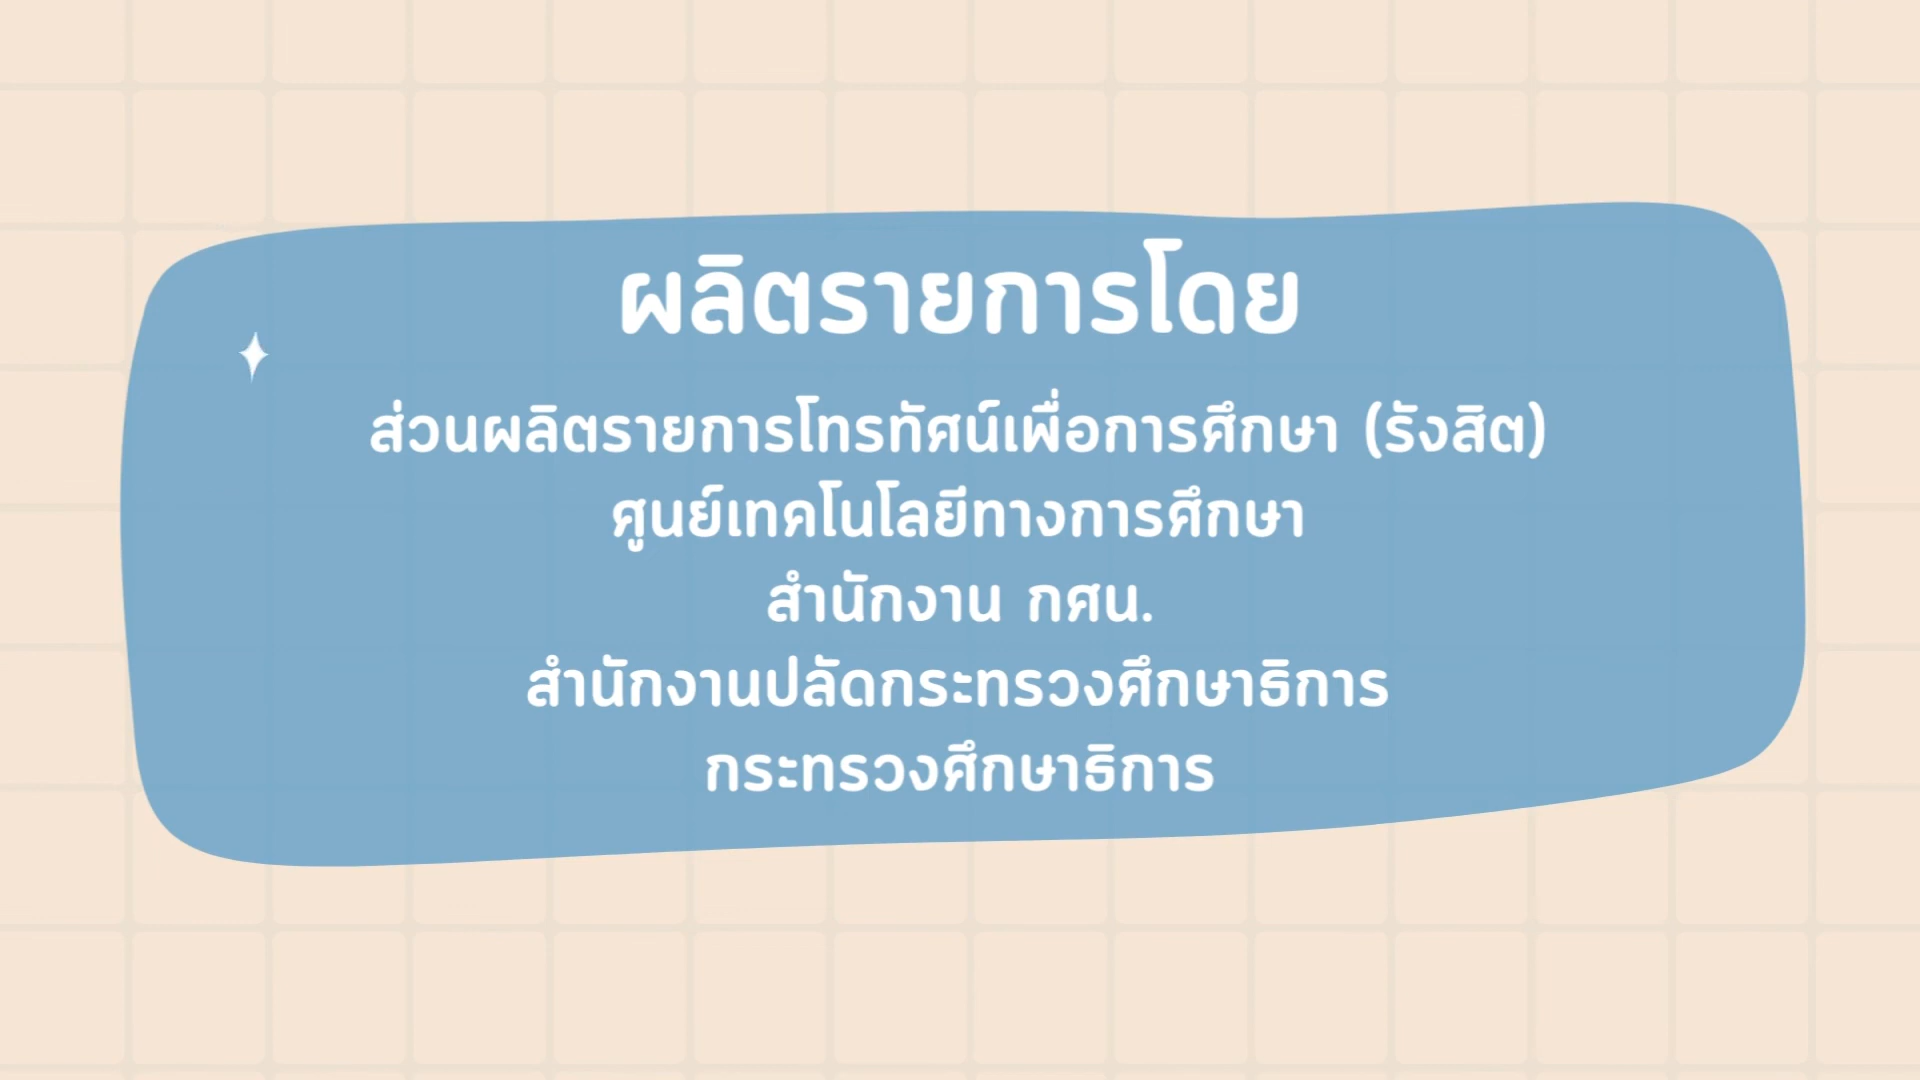 ผลิตรายการโดย
ส่วนผลิตรายการโทรทัศน์เพื่อการศึกษา (รังสิต)
ศูนย์เทคโนโลยีทางการศึกษา
สำนักงาน กศน.
สำนักงานปลัดกระทรวงศึกษาธิการ
กระทรวงศึกษาธิการ